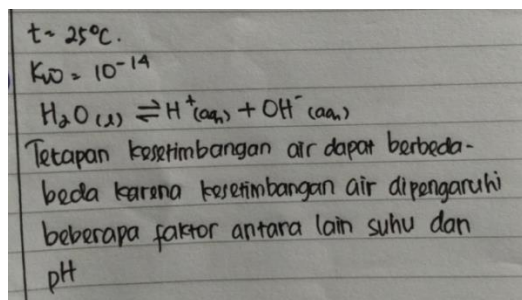 t = 25°C.
Kw = 10⁻¹⁴
H₂O (l) ⇌ H⁺ (aq) + OH⁻ (aq)
Tetapan kesetimbangan air dapat berbeda-
beda karena kesetimbangan air dipengaruhi
beberapa faktor antara lain suhu dan
pH